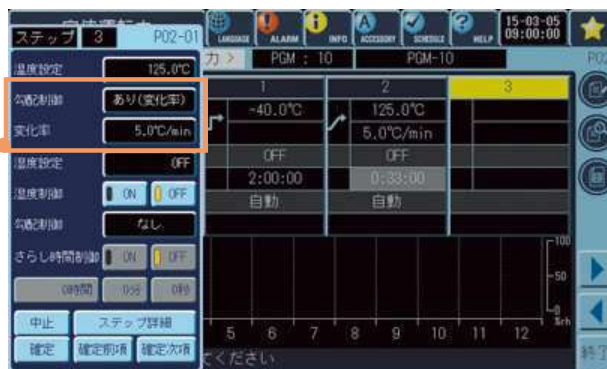 LANGUAGE ALARM INFO ACCESSORY SCHEDULE HELP
15-03-05
09:00:00
ステップ 3 P02-01
力 > PGM : 10 PGM-10 P02
温度設定 125.0℃
勾配制御 あり(変化率)
変化率 5.0℃/min
湿度設定 OFF
湿度制御 ON OFF
勾配制御 なし
さらし時間制御 ON OFF
0時間 0分 0秒
中止 ステップ詳細
確定 確定前項 確定次項
1 2 3
-40.0℃ 125.0℃
5.0℃/min
OFF OFF
2:00:00 0:33:00
自動 自動
100
50
0
%rh
5 6 7 8 9 10 11 12
てください
終了